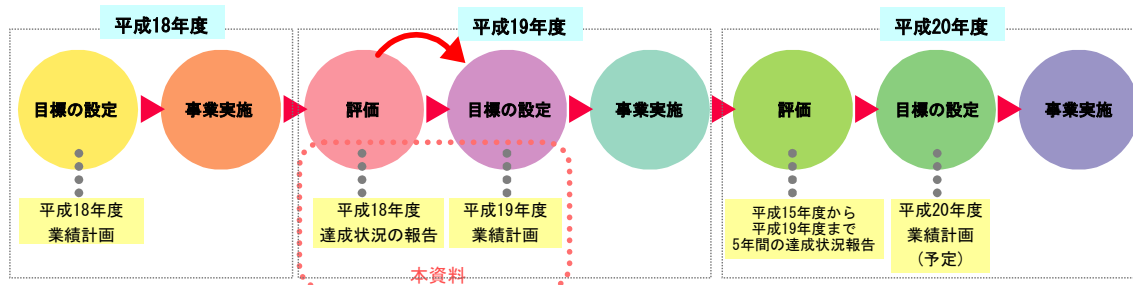 平成18年度
平成19年度
平成20年度
目標の設定
事業実施
評価
目標の設定
事業実施
評価
目標の設定
事業実施
平成18年度
業績計画
平成18年度
達成状況の報告
平成19年度
業績計画
平成15年度から
平成19年度まで
5年間の達成状況報告
平成20年度
業績計画
(予定)
本資料